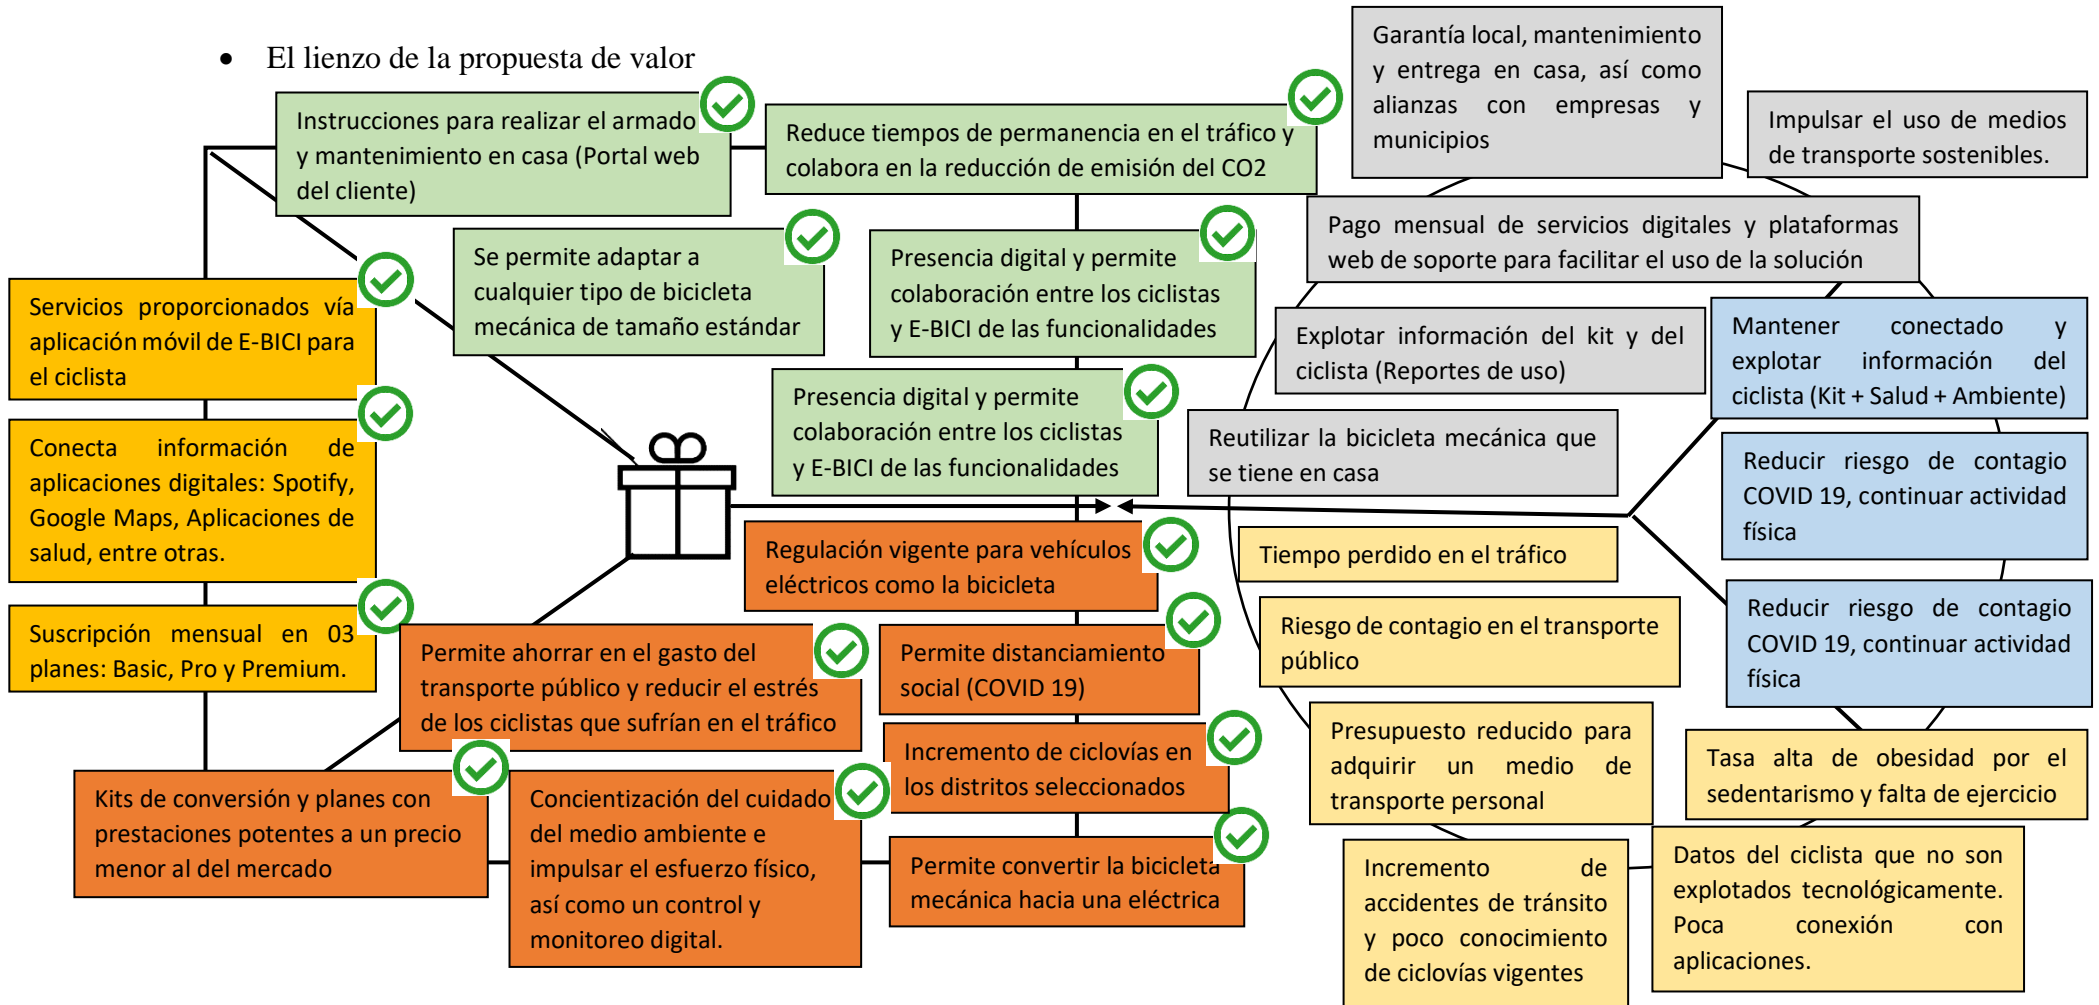 • El lienzo de la propuesta de valor
Instrucciones para realizar el armado
y mantenimiento en casa (Portal web
del cliente)
Reduce tiempos de permanencia en el tráfico y
colabora en la reducción de emisión del CO2
Se permite adaptar a
cualquier tipo de bicicleta
mecánica de tamaño estándar
Presencia digital y permite
colaboración entre los ciclistas
y E-BICI de las funcionalidades
Presencia digital y permite
colaboración entre los ciclistas
y E-BICI de las funcionalidades
Servicios proporcionados vía
aplicación móvil de E-BICI para
el ciclista
Conecta información de
aplicaciones digitales: Spotify,
Google Maps, Aplicaciones de
salud, entre otras.
Suscripción mensual en 03
planes: Basic, Pro y Premium.
Regulación vigente para vehículos
eléctricos como la bicicleta
Permite ahorrar en el gasto del
transporte público y reducir el estrés
de los ciclistas que sufrían en el tráfico
Permite distanciamiento
social (COVID 19)
Incremento de ciclovías en
los distritos seleccionados
Kits de conversión y planes con
prestaciones potentes a un precio
menor al del mercado
Concientización del cuidado
del medio ambiente e
impulsar el esfuerzo físico,
así como un control y
monitoreo digital.
Permite convertir la bicicleta
mecánica hacia una eléctrica
Garantía local, mantenimiento
y entrega en casa, así como
alianzas con empresas y
municipios
Impulsar el uso de medios
de transporte sostenibles.
Pago mensual de servicios digitales y plataformas
web de soporte para facilitar el uso de la solución
Explotar información del kit y del
ciclista (Reportes de uso)
Reutilizar la bicicleta mecánica que
se tiene en casa
Mantener conectado y
explotar información del
ciclista (Kit + Salud + Ambiente)
Reducir riesgo de contagio
COVID 19, continuar actividad
física
Reducir riesgo de contagio
COVID 19, continuar actividad
física
Tiempo perdido en el tráfico
Riesgo de contagio en el transporte
público
Presupuesto reducido para
adquirir un medio de
transporte personal
Tasa alta de obesidad por el
sedentarismo y falta de ejercicio
Incremento de
accidentes de tránsito
y poco conocimiento
de ciclovías vigentes
Datos del ciclista que no son
explotados tecnológicamente.
Poca conexión con
aplicaciones.